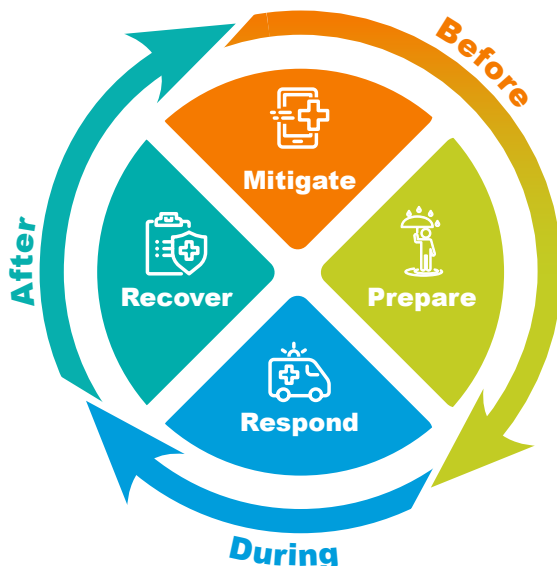 Before
Mitigate
Prepare
Respond
During
Recover
After